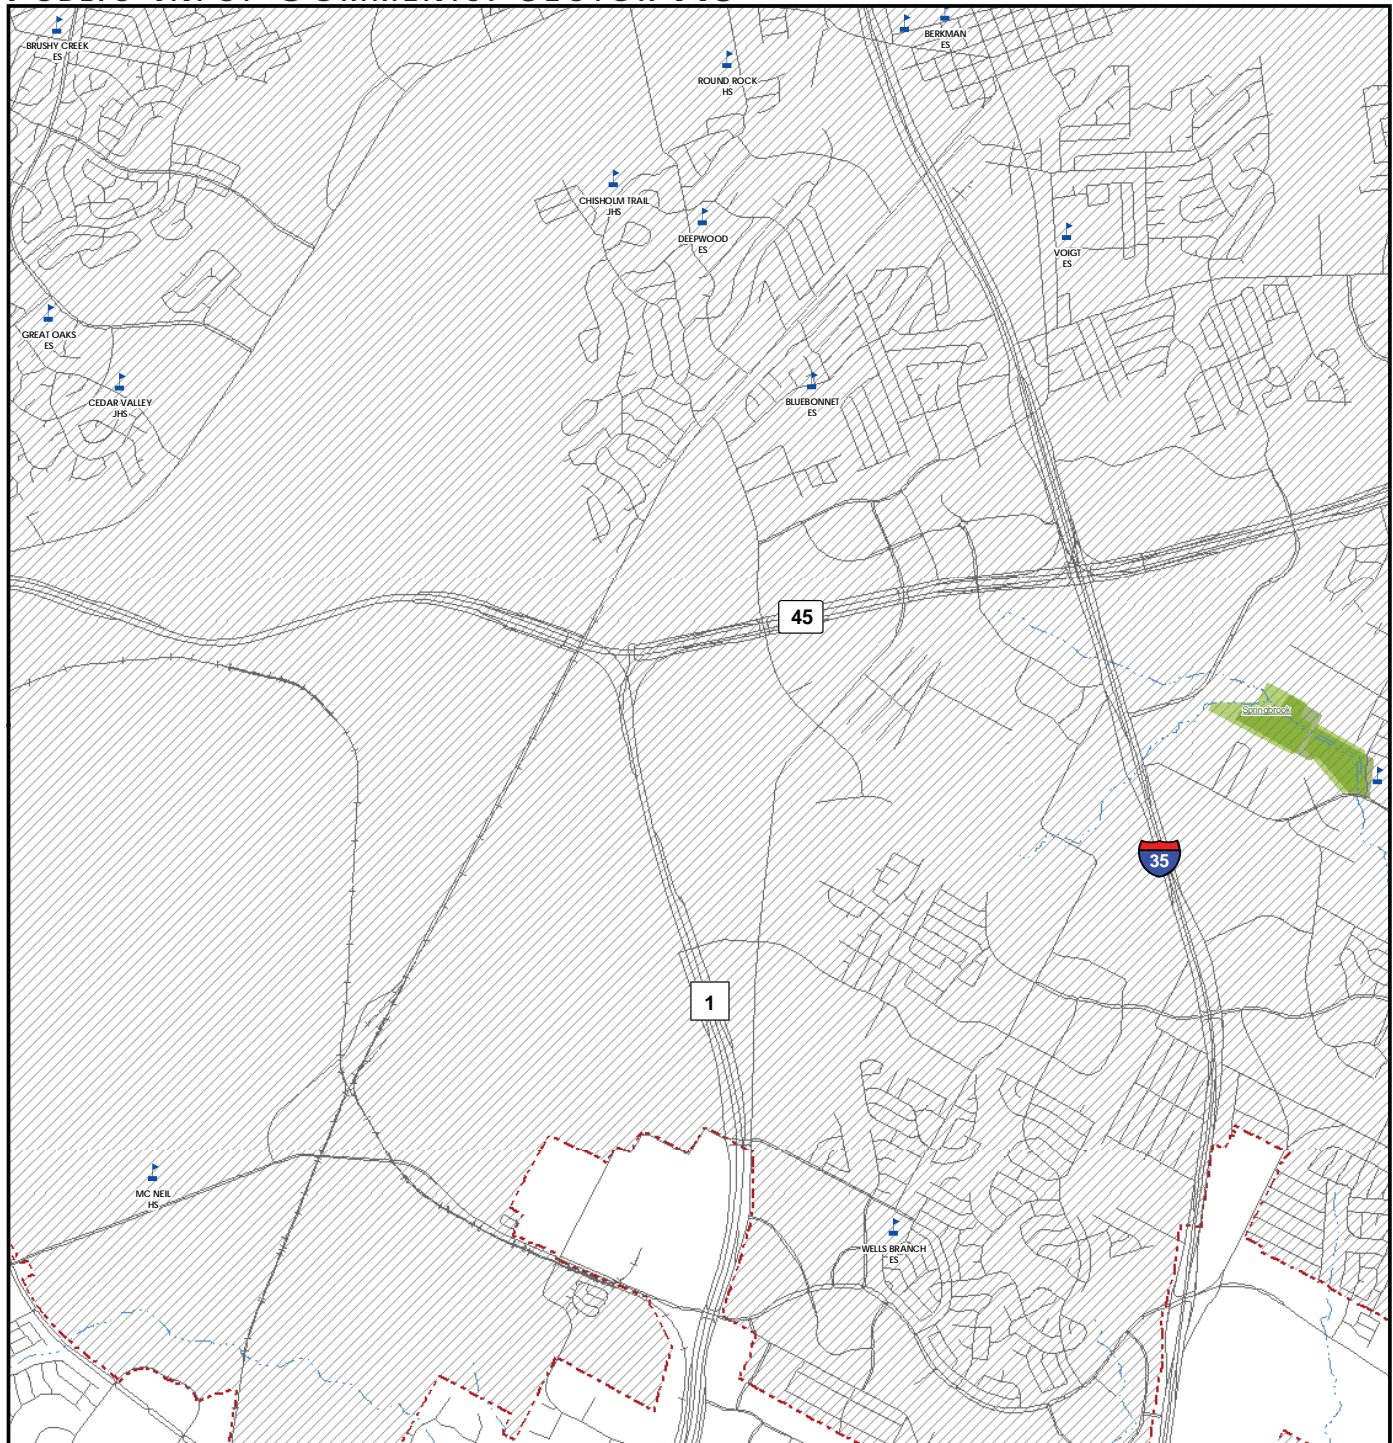 BERKMAN
ES
BRUSHY CREEK
ES
ROUND ROCK
HS
CHISHOLM TRAIL
JHS
DEEPWOOD
ES
VOIGT
ES
GREAT OAKS
ES
CEDAR VALLEY
JHS
BLUEBONNET
ES
45
Springbrook
35
1
MC NEIL
HS
WELLS BRANCH
ES